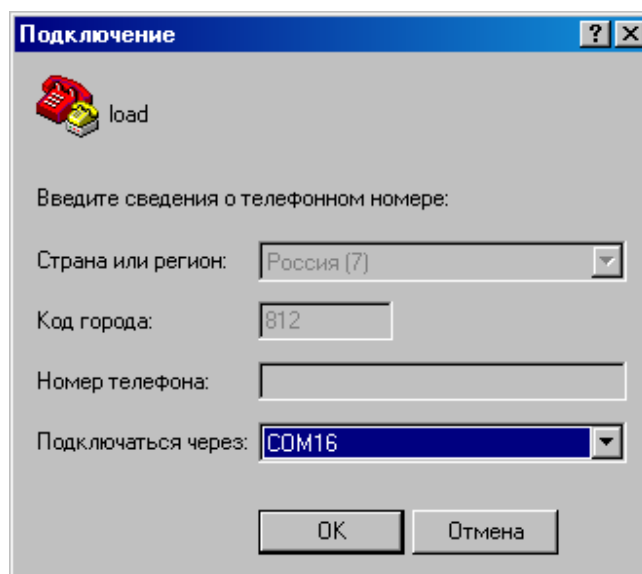 Подключение
load
Введите сведения о телефонном номере:
Страна или регион: Россия (7)
Код города: 812
Номер телефона:
Подключаться через: COM16
OK Отмена